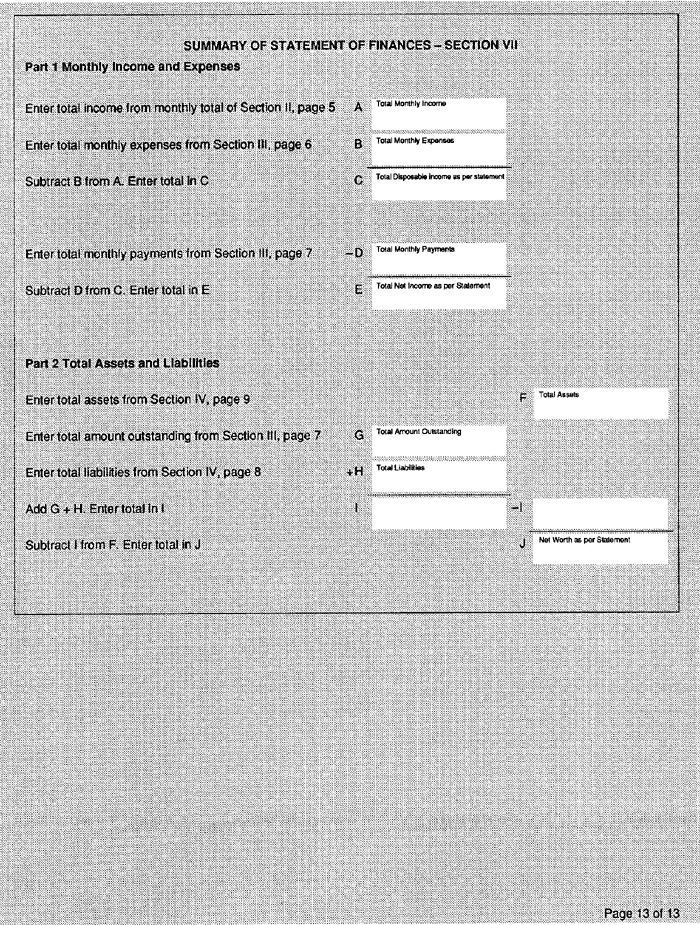 SUMMARY OF STATEMENT OF FINANCES – SECTION VII
Part 1 Monthly Income and Expenses
Enter total income from monthly total of Section II, page 5 A Total Monthly Income
Enter total monthly expenses from Section III, page 6 B Total Monthly Expenses
Subtract B from A. Enter total in C C Total Disposable Income as per statement
Enter total monthly payments from Section III, page 7 –D Total Monthly Payments
Subtract D from C. Enter total in E E Total Net Income as per Statement
Part 2 Total Assets and Liabilities
Enter total assets from Section IV, page 9 F Total Assets
Enter total amount outstanding from Section III, page 7 G Total Amount Outstanding
Enter total liabilities from Section IV, page 8 +H Total Liabilities
Add G + H. Enter total in I I –I
Subtract I from F. Enter total in J J Net Worth as per Statement
Page 13 of 13